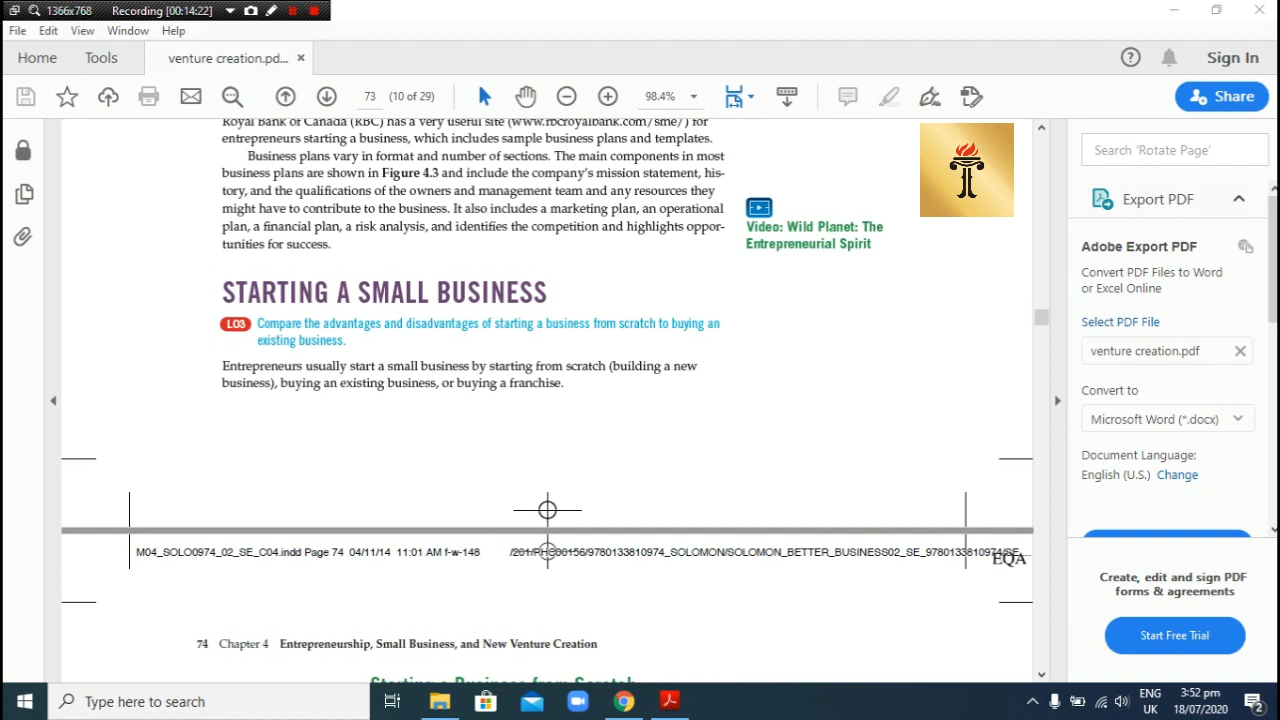 1366x768 Recording [00:14:22]
File Edit View Window Help
Home Tools venture creation.pd... ×
Sign In
73 (10 of 29) 98.4% Share
Royal Bank of Canada (RBC) has a very useful site (www.rbcroyalbank.com/sme/) for
entrepreneurs starting a business, which includes sample business plans and templates.
Business plans vary in format and number of sections. The main components in most
business plans are shown in Figure 4.3 and include the company's mission statement, his-
tory, and the qualifications of the owners and management team and any resources they
might have to contribute to the business. It also includes a marketing plan, an operational
plan, a financial plan, a risk analysis, and identifies the competition and highlights oppor-
tunities for success.
Video: Wild Planet: The
Entrepreneurial Spirit
STARTING A SMALL BUSINESS
LO3 Compare the advantages and disadvantages of starting a business from scratch to buying an
existing business.
Entrepreneurs usually start a small business by starting from scratch (building a new
business), buying an existing business, or buying a franchise.
M04_SOLO0974_02_SE_C04.indd Page 74 04/11/14 11:01 AM f-w-148
/201/PHC00156/9780133810974_SOLOMON/SOLOMON_BETTER_BUSINESS02_SE_9780133810974/SE...
EQA
74 Chapter 4 Entrepreneurship, Small Business, and New Venture Creation
Starting a Business from Scratch
Search 'Rotate Page'
Export PDF
Adobe Export PDF
Convert PDF Files to Word
or Excel Online
Select PDF File
venture creation.pdf
Convert to
Microsoft Word (*.docx)
Document Language:
English (U.S.) Change
Create, edit and sign PDF
forms & agreements
Start Free Trial
Type here to search
ENG
UK
3:52 pm
18/07/2020
2